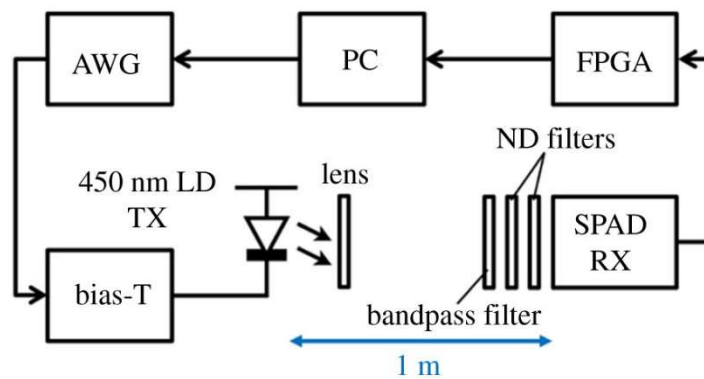 AWG
PC
FPGA
ND filters
450 nm LD
TX
lens
SPAD
RX
bias-T
bandpass filter
1 m